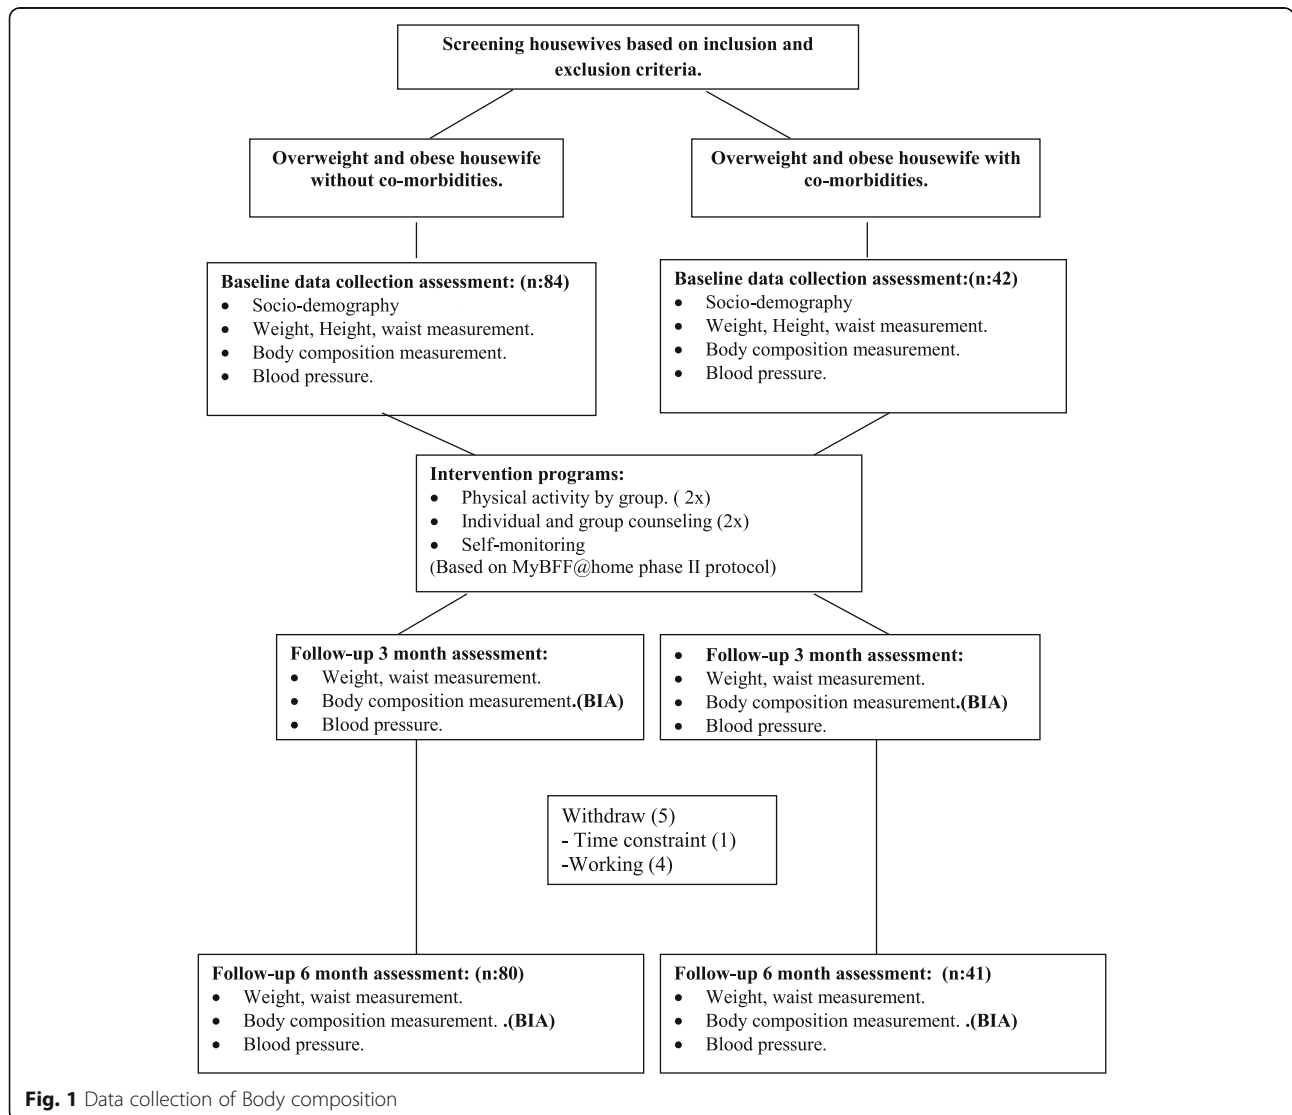 Screening housewives based on inclusion and
exclusion criteria.
Overweight and obese housewife
without co-morbidities.
Overweight and obese housewife with
co-morbidities.
Baseline data collection assessment: (n:84)
• Socio-demography
• Weight, Height, waist measurement.
• Body composition measurement.
• Blood pressure.
Baseline data collection assessment:(n:42)
• Socio-demography
• Weight, Height, waist measurement.
• Body composition measurement.
• Blood pressure.
Intervention programs:
• Physical activity by group. ( 2x)
• Individual and group counseling (2x)
• Self-monitoring
(Based on MyBFF@home phase II protocol)
Follow-up 3 month assessment:
• Weight, waist measurement.
• Body composition measurement.(BIA)
• Blood pressure.
• Follow-up 3 month assessment:
• Weight, waist measurement.
• Body composition measurement.(BIA)
• Blood pressure.
Withdraw (5)
- Time constraint (1)
-Working (4)
Follow-up 6 month assessment: (n:80)
• Weight, waist measurement.
• Body composition measurement. .(BIA)
• Blood pressure.
Follow-up 6 month assessment: (n:41)
• Weight, waist measurement.
• Body composition measurement. .(BIA)
• Blood pressure.
Fig. 1 Data collection of Body composition